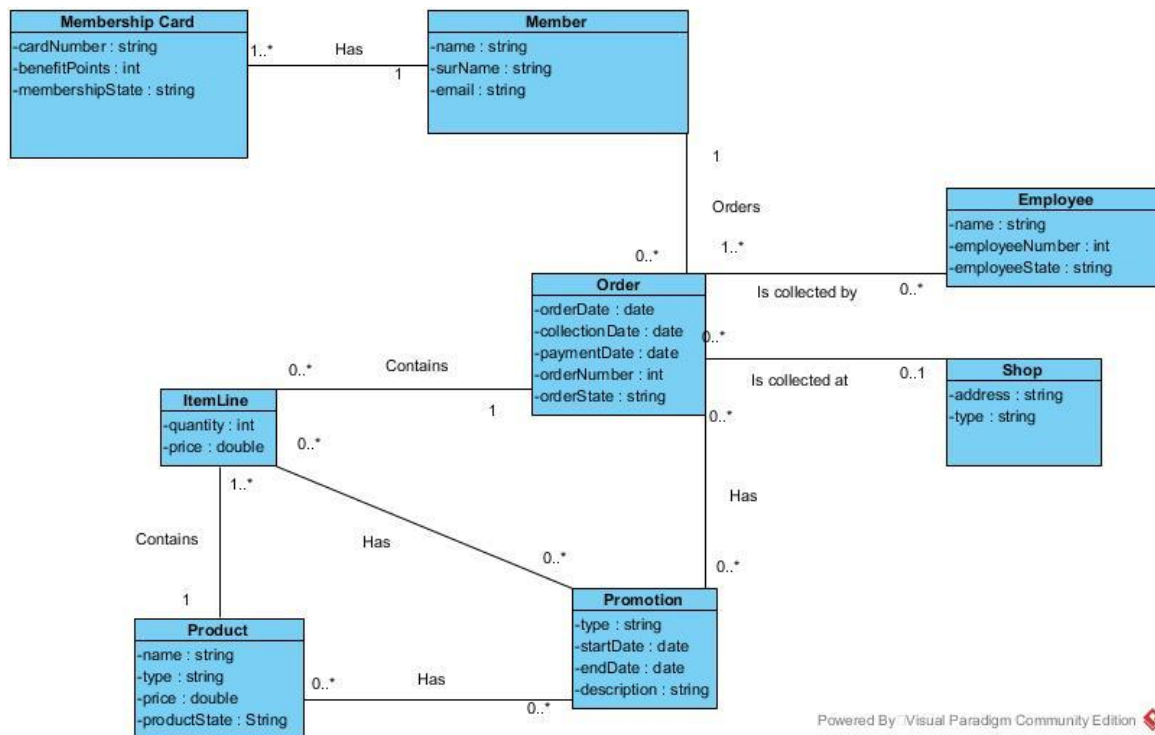 Membership Card
-cardNumber : string
-benefitPoints : int
-membershipState : string
1..*
Has
1
Member
-name : string
-surName : string
-email : string
1
Orders
0..*
Employee
-name : string
-employeeNumber : int
-employeeState : string
1..*
Is collected by
0..*
Order
-orderDate : date
-collectionDate : date
-paymentDate : date
-orderNumber : int
-orderState : string
0..*
Is collected at
0..1
Shop
-address : string
-type : string
0..*
Contains
1
ItemLine
-quantity : int
-price : double
0..*
Has
0..*
1..*
Contains
1
0..*
Has
0..*
Product
-name : string
-type : string
-price : double
-productState : String
0..*
Has
0..*
Promotion
-type : string
-startDate : date
-endDate : date
-description : string
Powered By Visual Paradigm Community Edition